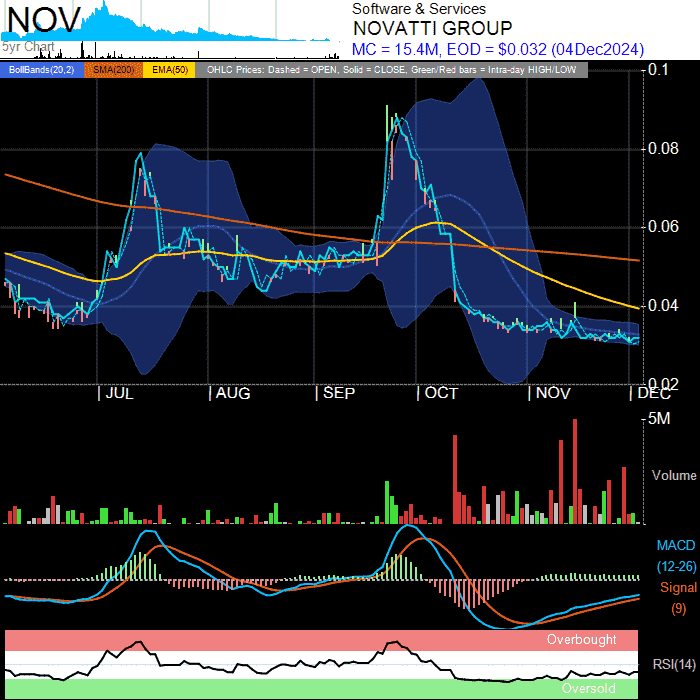 NOV
5yr Chart
Software & Services
NOVATTI GROUP
MC = 15.4M, EOD = $0.032 (04Dec2024)
BollBands(20,2) SMA(200) EMA(50) OHLC Prices: Dashed = OPEN, Solid = CLOSE, Green/Red bars = Intra-day HIGH/LOW
0.1
0.08
0.06
0.04
0.02
JUL AUG SEP OCT NOV DEC
5M
Volume
MACD
(12-26)
Signal
(9)
Overbought
RSI(14)
Oversold